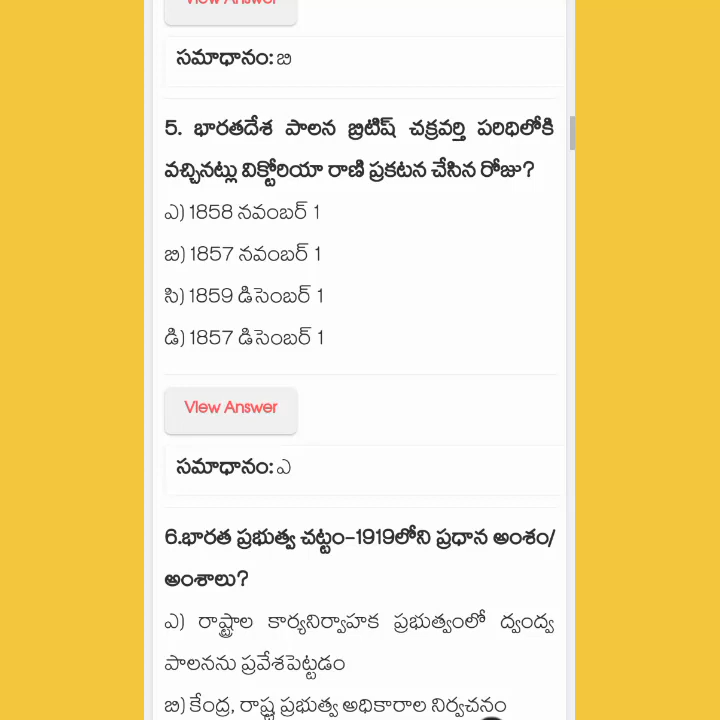 View Answer
సమాధానం: బి
5. భారతదేశ పాలన బ్రిటిష్ చక్రవర్తి పరిధిలోకి
వచ్చినట్లు విక్టోరియా రాణి ప్రకటన చేసిన రోజు?
ఎ) 1858 నవంబర్ 1
బి) 1857 నవంబర్ 1
సి) 1859 డిసెంబర్ 1
డి) 1857 డిసెంబర్ 1
View Answer
సమాధానం: ఎ
6.భారత ప్రభుత్వ చట్టం-1919లోని ప్రధాన అంశం/
అంశాలు?
ఎ) రాష్ట్రాల కార్యనిర్వాహక ప్రభుత్వంలో ద్వంద్వ
పాలనను ప్రవేశపెట్టడం
బి) కేంద్ర, రాష్ట్ర ప్రభుత్వ అధికారాల నిర్వచనం